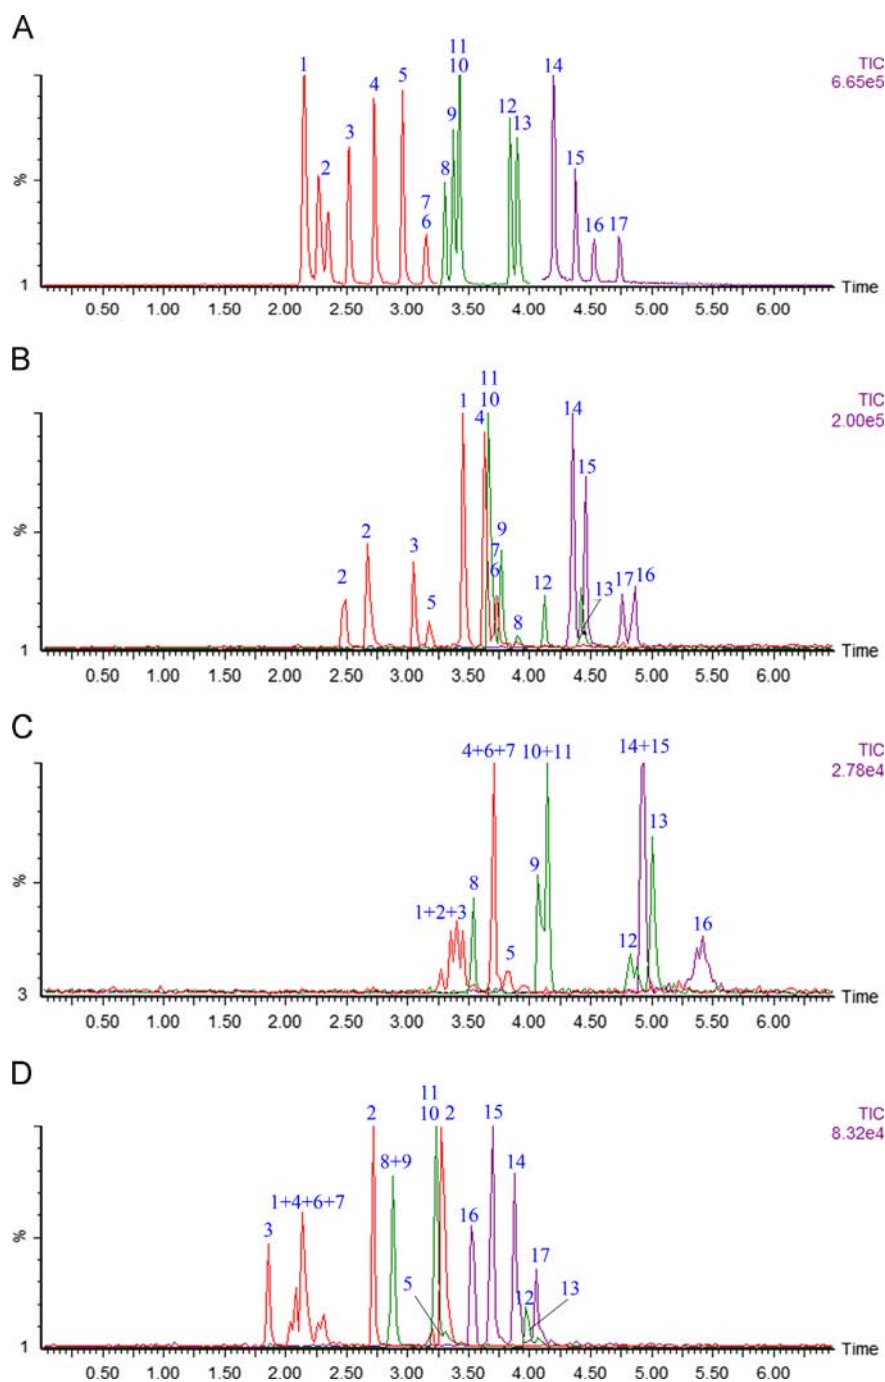 A
11
1 4 5 10 14 TIC
6.65e5
12
9 13
3
2 8 15
7
6 16 17
%
1 Time
0.50 1.00 1.50 2.00 2.50 3.00 3.50 4.00 4.50 5.00 5.50 6.00
B
11
1 10 14 TIC
4 2.00e5
15
2 9
3 7
2 6 12 17 16
5 8 13
%
1 Time
0.50 1.00 1.50 2.00 2.50 3.00 3.50 4.00 4.50 5.00 5.50 6.00
C
4+6+7 10+11 14+15 TIC
2.78e4
13
9
8
1+2+3 16
5 12
%
3 Time
0.50 1.00 1.50 2.00 2.50 3.00 3.50 4.00 4.50 5.00 5.50 6.00
D
11
2 10 2 15 TIC
8.32e4
8+9 14
1+4+6+7
3 16
17
5 12 13
%
1 Time
0.50 1.00 1.50 2.00 2.50 3.00 3.50 4.00 4.50 5.00 5.50 6.00